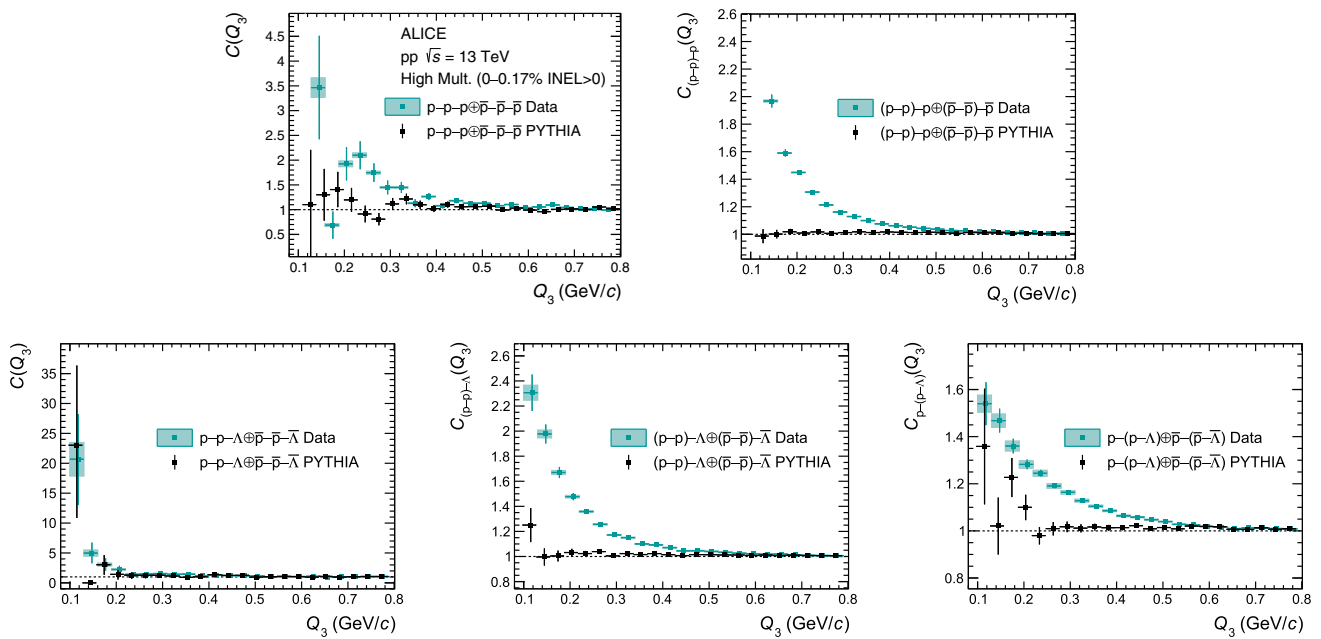 C(Q3)
4.5
4
3.5
3
2.5
2
1.5
1
0.5
ALICE
pp √s = 13 TeV
High Mult. (0–0.17% INEL>0)
p–p–p⊕p̅–p̅–p̅ Data
p–p–p⊕p̅–p̅–p̅ PYTHIA
0.1 0.2 0.3 0.4 0.5 0.6 0.7 0.8
Q3 (GeV/c)
C(p–p)–p(Q3)
2.6
2.4
2.2
2
1.8
1.6
1.4
1.2
1
(p–p)–p⊕(p̅–p̅)–p̅ Data
(p–p)–p⊕(p̅–p̅)–p̅ PYTHIA
0.1 0.2 0.3 0.4 0.5 0.6 0.7 0.8
Q3 (GeV/c)
C(Q3)
35
30
25
20
15
10
5
0
p–p–Λ⊕p̅–p̅–Λ̅ Data
p–p–Λ⊕p̅–p̅–Λ̅ PYTHIA
0.1 0.2 0.3 0.4 0.5 0.6 0.7 0.8
Q3 (GeV/c)
C(p–p)–Λ(Q3)
2.6
2.4
2.2
2
1.8
1.6
1.4
1.2
1
0.8
(p–p)–Λ⊕(p̅–p̅)–Λ̅ Data
(p–p)–Λ⊕(p̅–p̅)–Λ̅ PYTHIA
0.1 0.2 0.3 0.4 0.5 0.6 0.7 0.8
Q3 (GeV/c)
Cp–(p–Λ)(Q3)
1.6
1.4
1.2
1
0.8
p–(p–Λ)⊕p̅–(p̅–Λ̅) Data
p–(p–Λ)⊕p̅–(p̅–Λ̅) PYTHIA
0.1 0.2 0.3 0.4 0.5 0.6 0.7 0.8
Q3 (GeV/c)